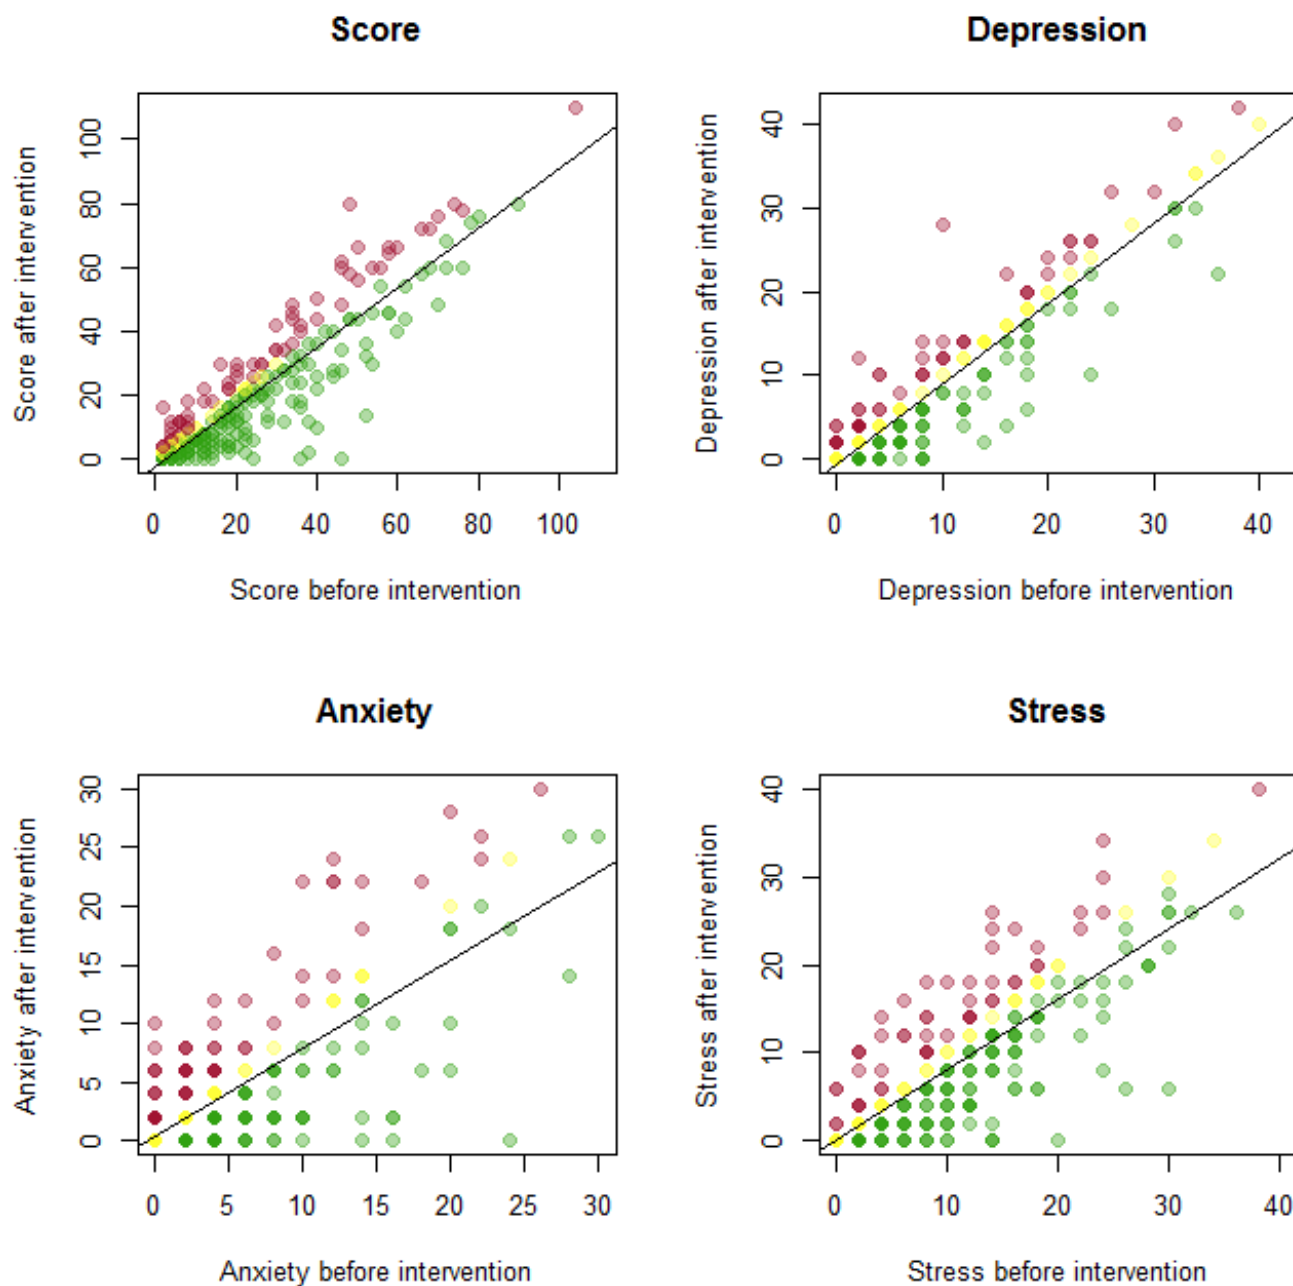 Score
Depression
Score after intervention
0 20 40 60 80 100
0 20 40 60 80 100
Score before intervention
Depression after intervention
0 10 20 30 40
0 10 20 30 40
Depression before intervention
Anxiety
Stress
Anxiety after intervention
0 5 10 15 20 25 30
0 5 10 15 20 25 30
Anxiety before intervention
Stress after intervention
0 10 20 30 40
0 10 20 30 40
Stress before intervention